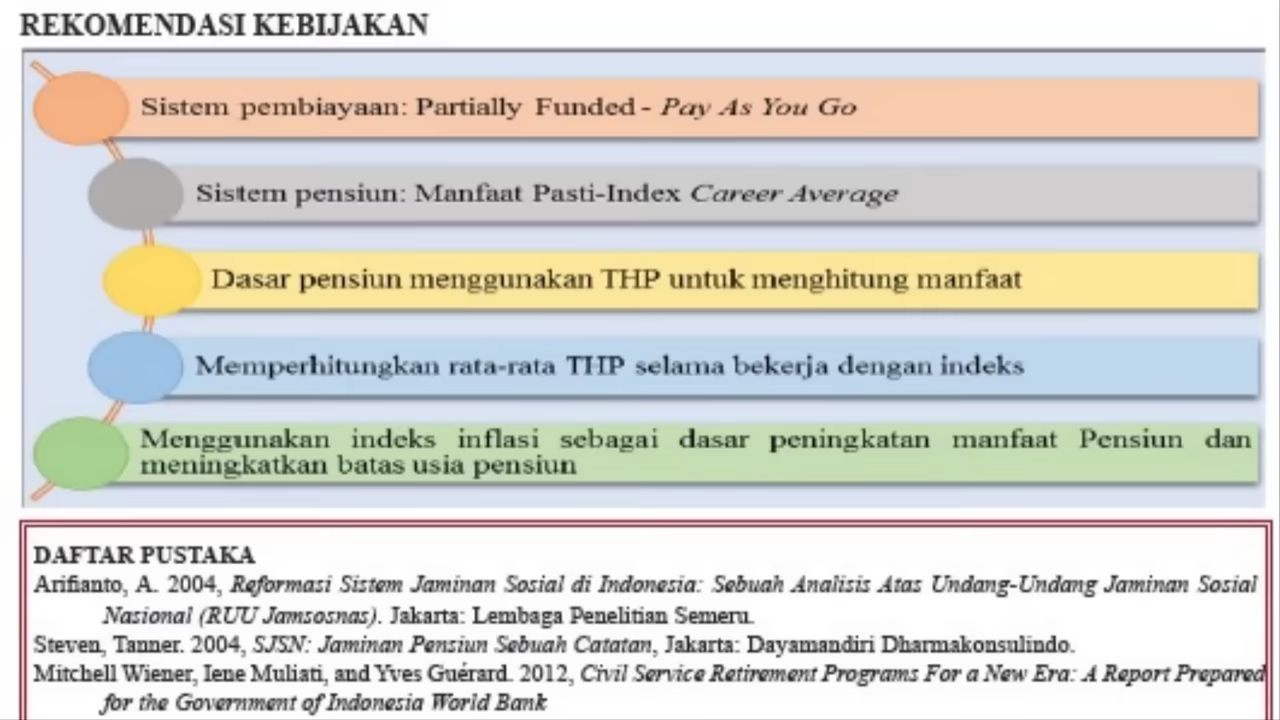 REKOMENDASI KEBIJAKAN
Sistem pembiayaan: Partially Funded - Pay As You Go
Sistem pensiun: Manfaat Pasti-Index Career Average
Dasar pensiun menggunakan THP untuk menghitung manfaat
Memperhitungkan rata-rata THP selama bekerja dengan indeks
Menggunakan indeks inflasi sebagai dasar peningkatan manfaat Pensiun dan
meningkatkan batas usia pensiun
DAFTAR PUSTAKA
Arifianto, A. 2004, Reformasi Sistem Jaminan Sosial di Indonesia: Sebuah Analisis Atas Undang-Undang Jaminan Sosial
Nasional (RUU Jamsosnas). Jakarta: Lembaga Penelitian Semeru.
Steven, Tanner. 2004, SJSN: Jaminan Pensiun Sebuah Catatan, Jakarta: Dayamandiri Dharmakonsulindo.
Mitchell Wiener, Iene Muliati, and Yves Guérard. 2012, Civil Service Retirement Programs For a New Era: A Report Prepared
for the Government of Indonesia World Bank